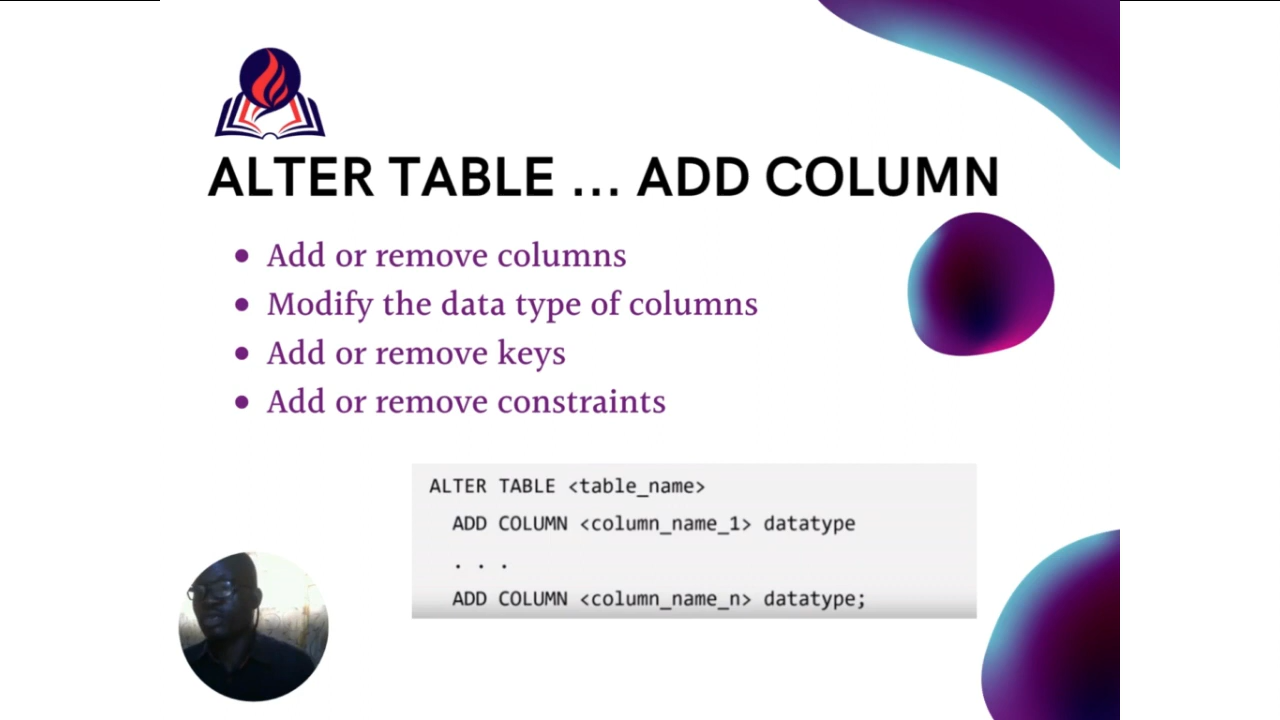 ALTER TABLE ... ADD COLUMN
• Add or remove columns
• Modify the data type of columns
• Add or remove keys
• Add or remove constraints
ALTER TABLE <table_name>
ADD COLUMN <column_name_1> datatype
. . .
ADD COLUMN <column_name_n> datatype;